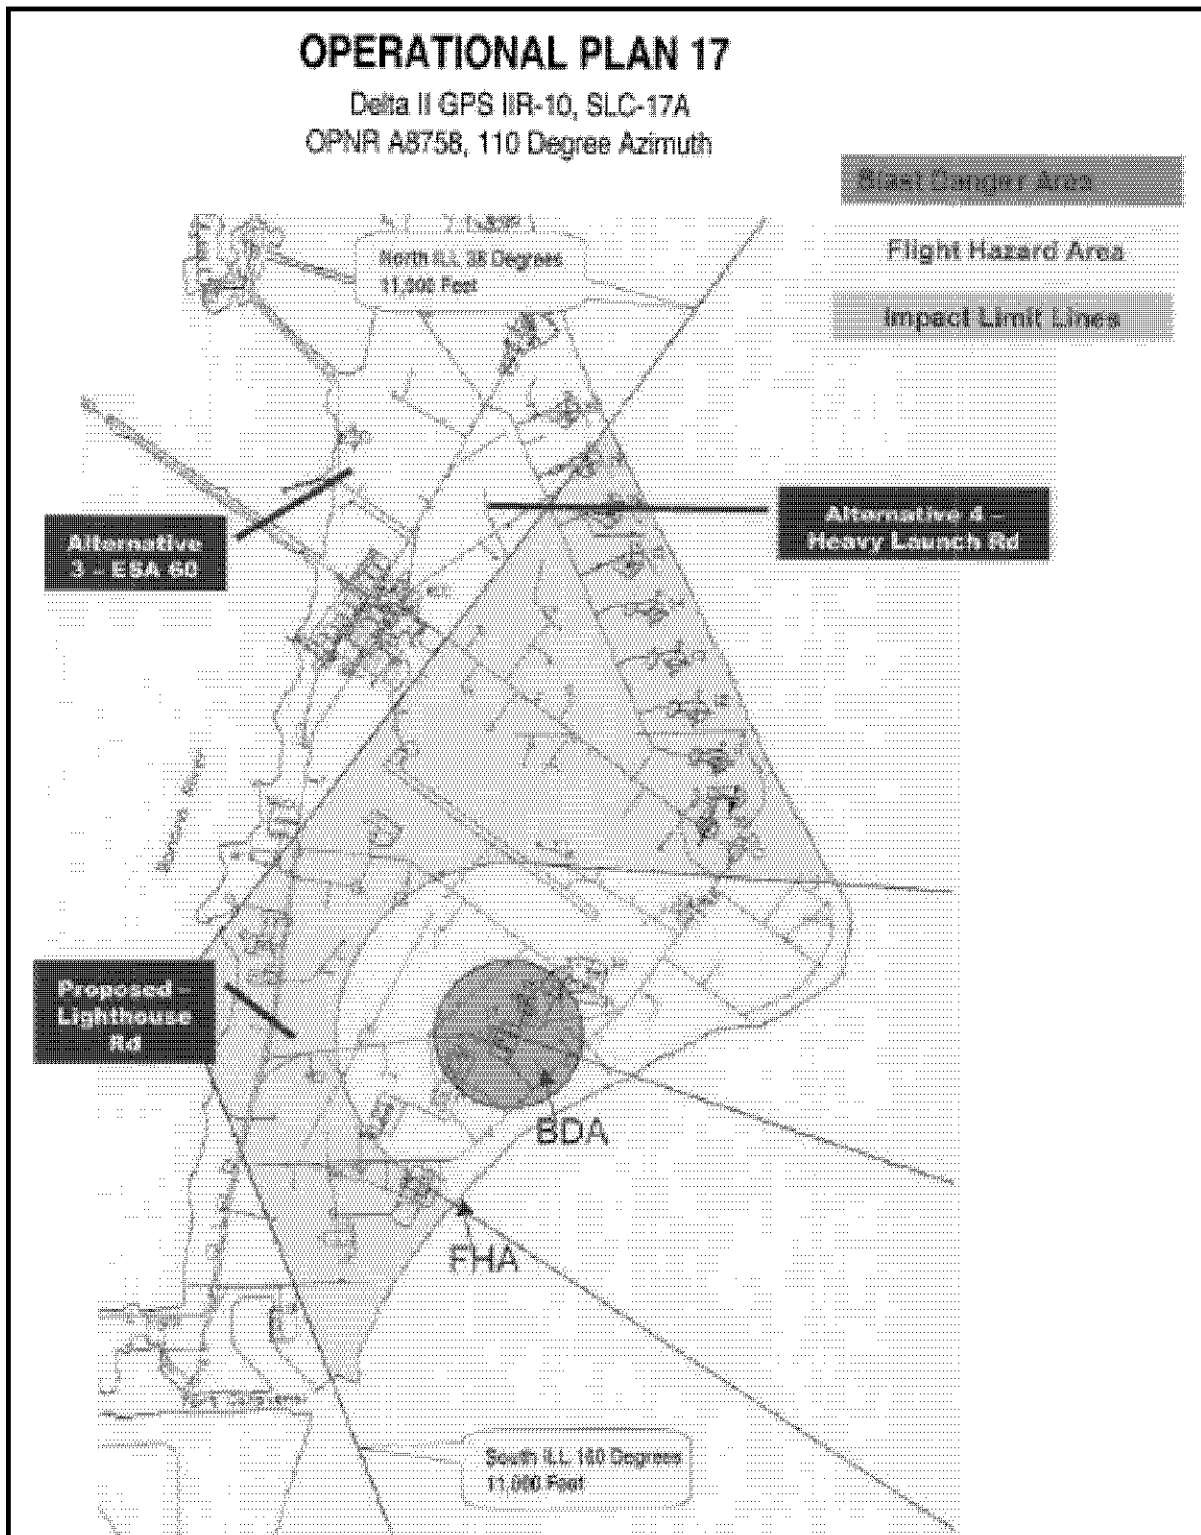 OPERATIONAL PLAN 17
Delta II GPS IIR-10, SLC-17A
OPNR A8758, 110 Degree Azimuth
Blast Danger Area
Flight Hazard Area
Impact Limit Lines
North ILL 38 Degrees
11,000 Feet
Alternative
3 - ESA 60
Alternative 4 -
Heavy Launch Rd
Proposed -
Lighthouse
Rd
BDA
FHA
South ILL 160 Degrees
11,000 Feet